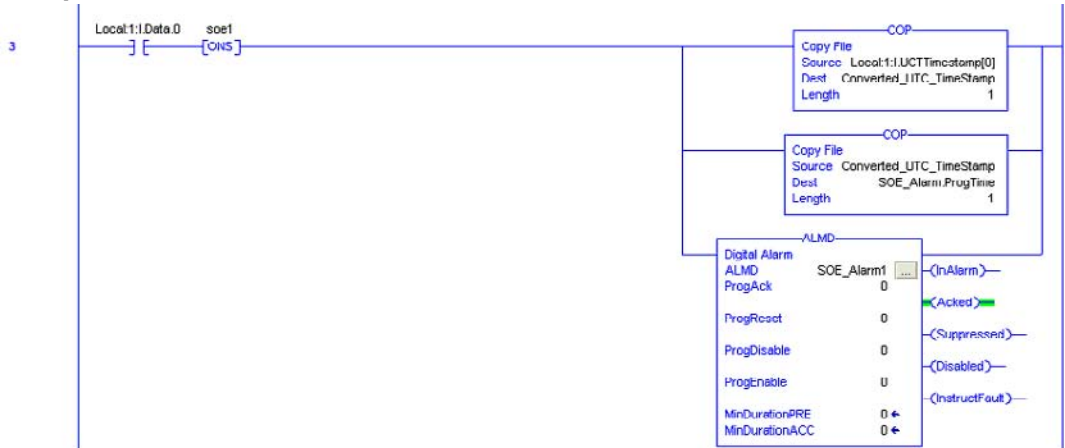 Local:1:I.Data.0 soe1
3
ONS
COP
Copy File
Source Local:1:I.UCTTimestamp[0]
Dest Converted_UTC_TimeStamp
Length 1
COP
Copy File
Source Converted_UTC_TimeStamp
Dest SOE_Alarm.ProgTime
Length 1
ALMD
Digital Alarm
ALMD SOE_Alarm1 ...
ProgAck 0
ProgReset 0
ProgDisable 0
ProgEnable 0
MinDurationPRE 0
MinDurationACC 0
InAlarm
Acked
Suppressed
Disabled
InstructFault